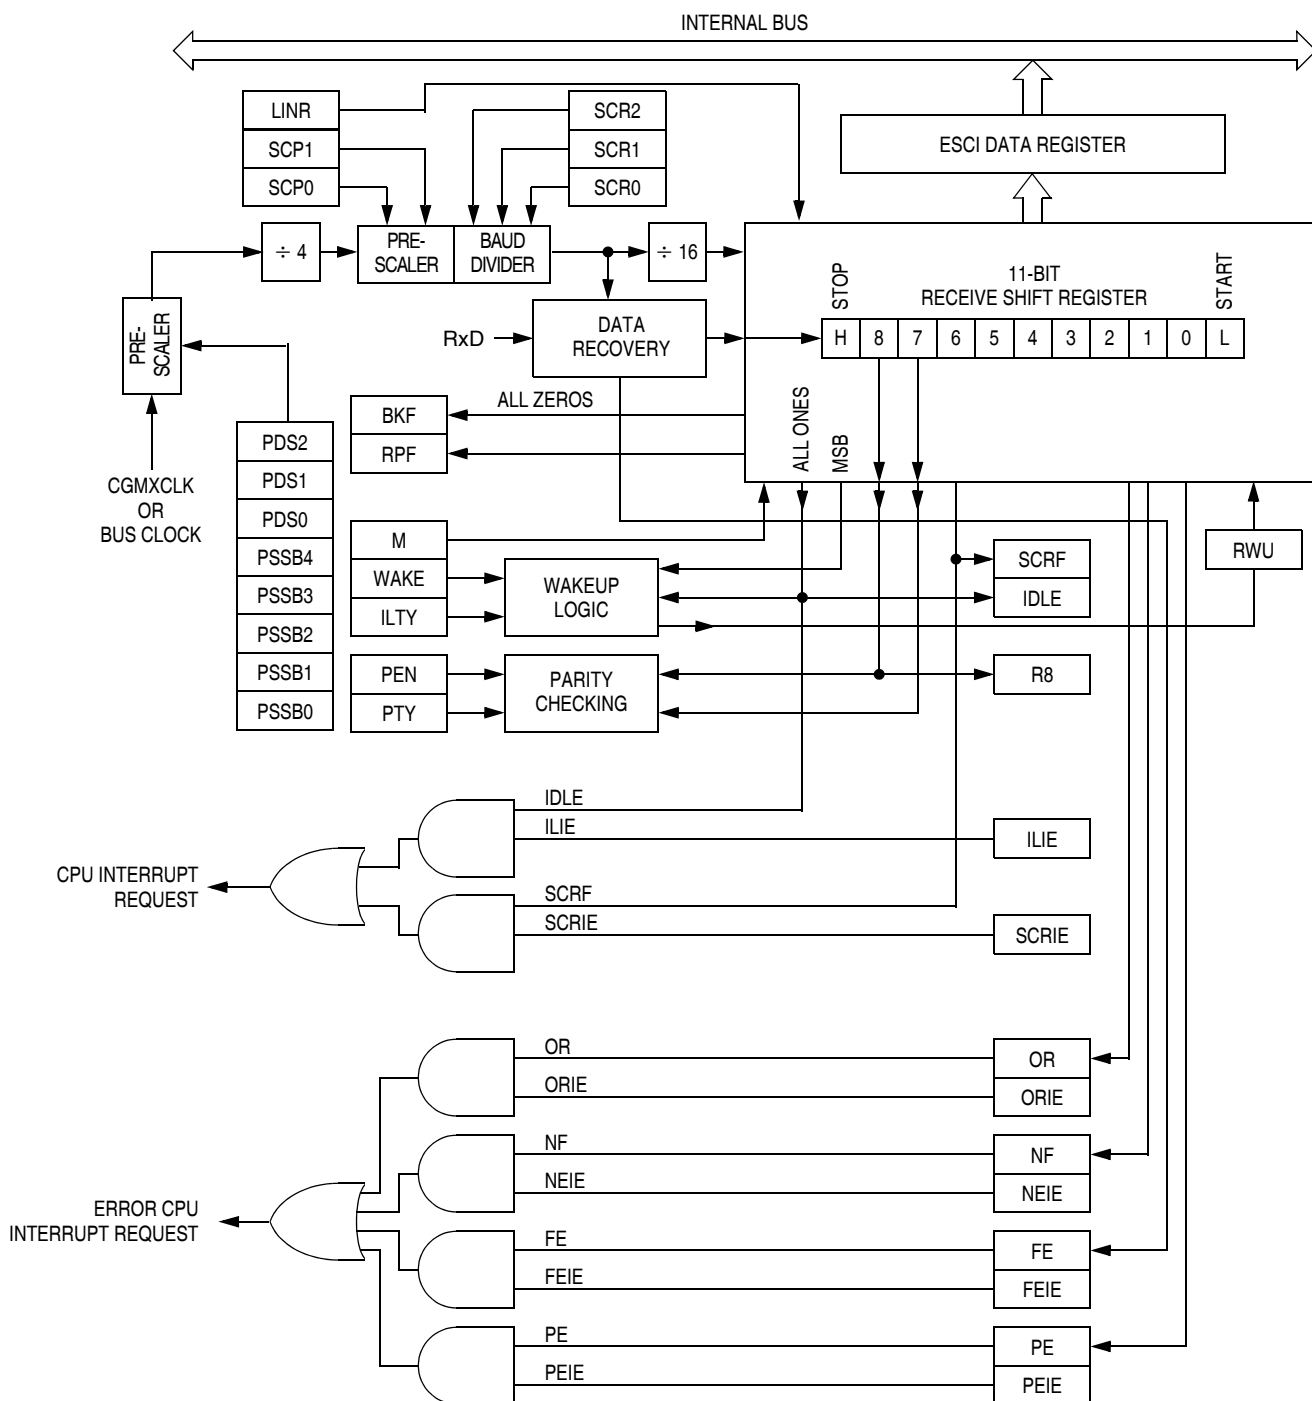 INTERNAL BUS
LINR
SCP1
SCP0
SCR2
SCR1
SCR0
ESCI DATA REGISTER
÷ 4
PRE-
SCALER
BAUD
DIVIDER
÷ 16
PRE-
SCALER
CGMXCLK
OR
BUS CLOCK
RxD
DATA
RECOVERY
STOP
11-BIT
RECEIVE SHIFT REGISTER
START
H 8 7 6 5 4 3 2 1 0 L
ALL ONES
MSB
ALL ZEROS
BKF
RPF
PDS2
PDS1
PDS0
PSSB4
PSSB3
PSSB2
PSSB1
PSSB0
M
WAKE
ILTY
WAKEUP
LOGIC
PEN
PTY
PARITY
CHECKING
SCRF
IDLE
R8
RWU
IDLE
ILIE
ILIE
SCRF
SCRIE
SCRIE
CPU INTERRUPT
REQUEST
OR
OR
ORIE
ORIE
NF
NF
NEIE
NEIE
FE
FE
FEIE
FEIE
PE
PE
PEIE
PEIE
ERROR CPU
INTERRUPT REQUEST